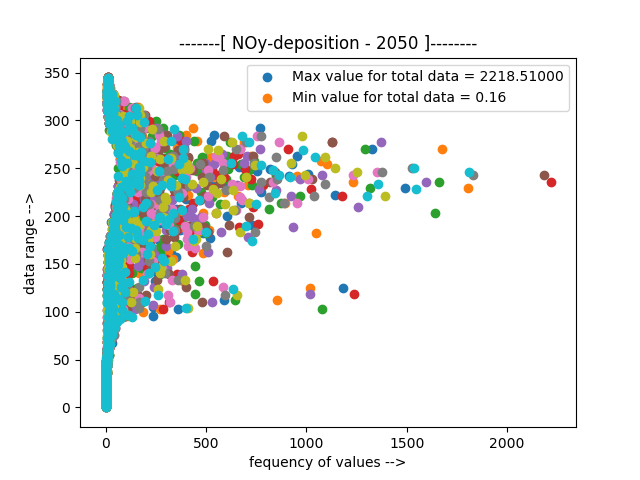 -------[ NOy-deposition - 2050 ]--------
Max value for total data = 2218.51000
Min value for total data = 0.16
data range -->
350
300
250
200
150
100
50
0
0 500 1000 1500 2000
fequency of values -->